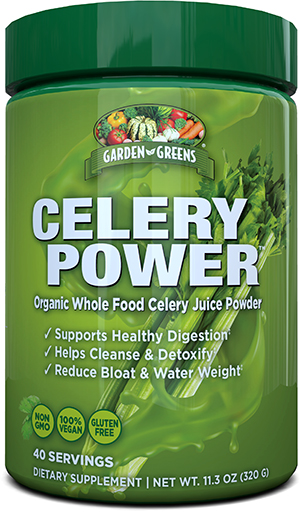 GARDEN GREENS®
CELERY
POWER™
Organic Whole Food Celery Juice Powder
✓ Supports Healthy Digestion‡
✓ Helps Cleanse & Detoxify‡
✓ Reduce Bloat & Water Weight‡
NON
GMO
100%
VEGAN
GLUTEN
FREE
40 SERVINGS
DIETARY SUPPLEMENT | NET WT. 11.3 OZ (320 G)